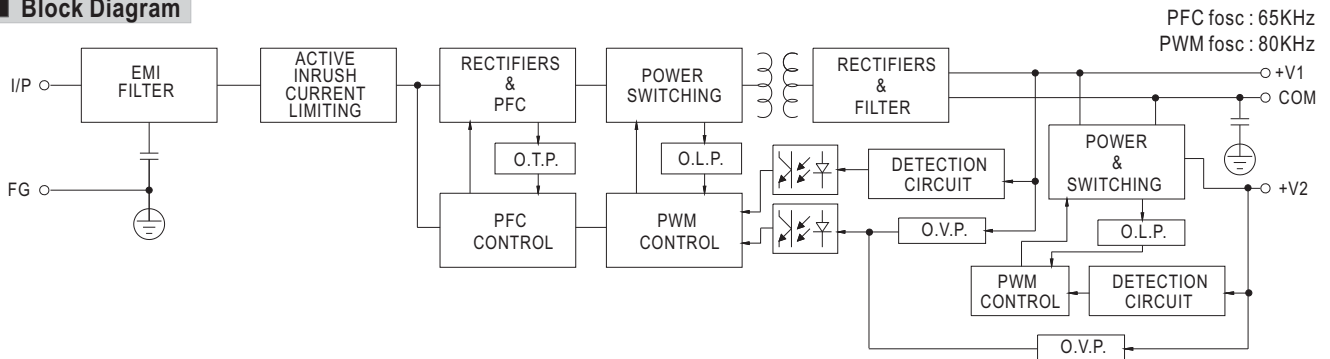 Block Diagram
PFC fosc : 65KHz
PWM fosc : 80KHz
I/P
EMI
FILTER
ACTIVE
INRUSH
CURRENT
LIMITING
RECTIFIERS
&
PFC
POWER
SWITCHING
RECTIFIERS
&
FILTER
+V1
COM
O.T.P.
O.L.P.
DETECTION
CIRCUIT
POWER
&
SWITCHING
FG
+V2
PFC
CONTROL
PWM
CONTROL
O.V.P.
O.L.P.
PWM
CONTROL
DETECTION
CIRCUIT
O.V.P.